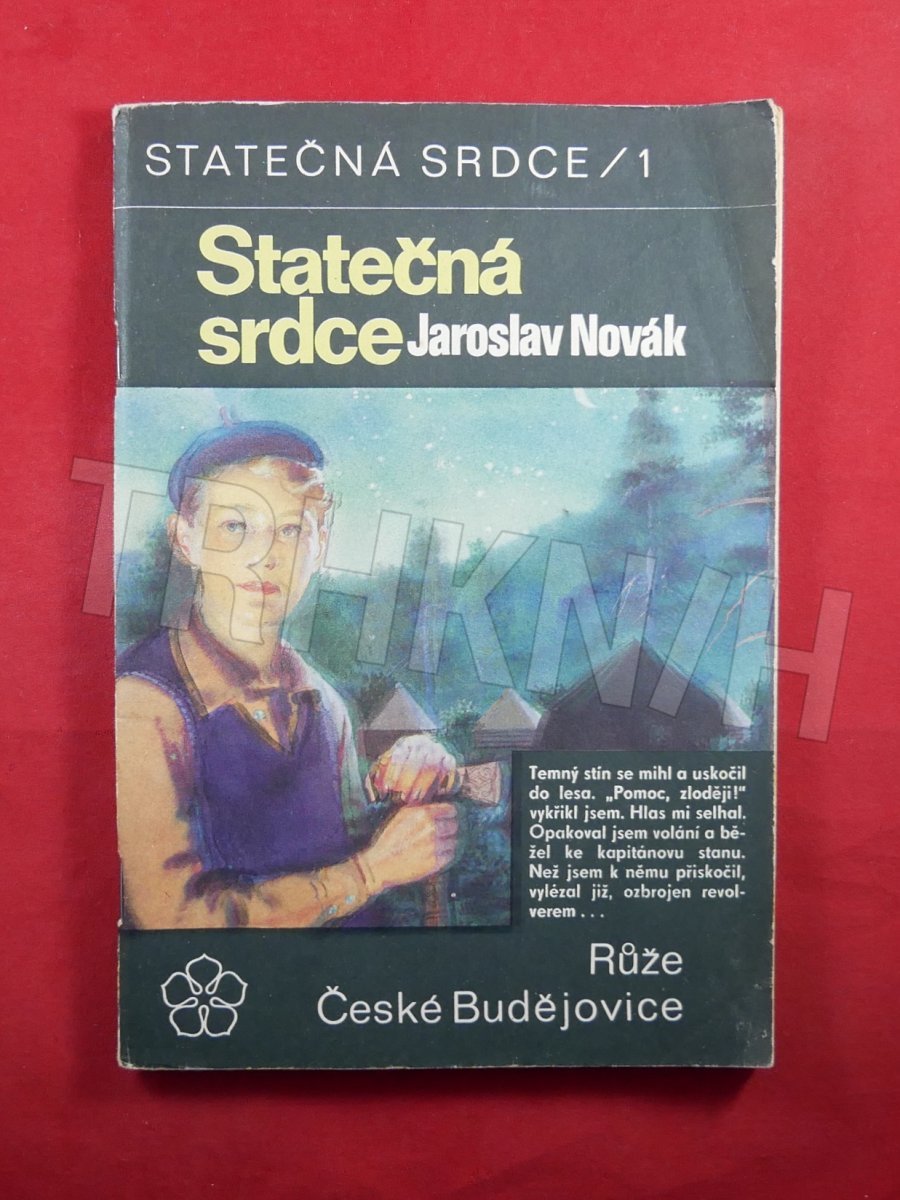 STATEČNÁ SRDCE/1
Statečná
srdce Jaroslav Novák
TRHKNIH
Temný stín se mihl a uskočil
do lesa. „Pomoc, zloději!"
vykřikl jsem. Hlas mi selhal.
Opakoval jsem volání a bě-
žel ke kapitánovu stanu.
Než jsem k němu přiskočil,
vylézal již, ozbrojen revol-
verem . . .
Růže
České Budějovice